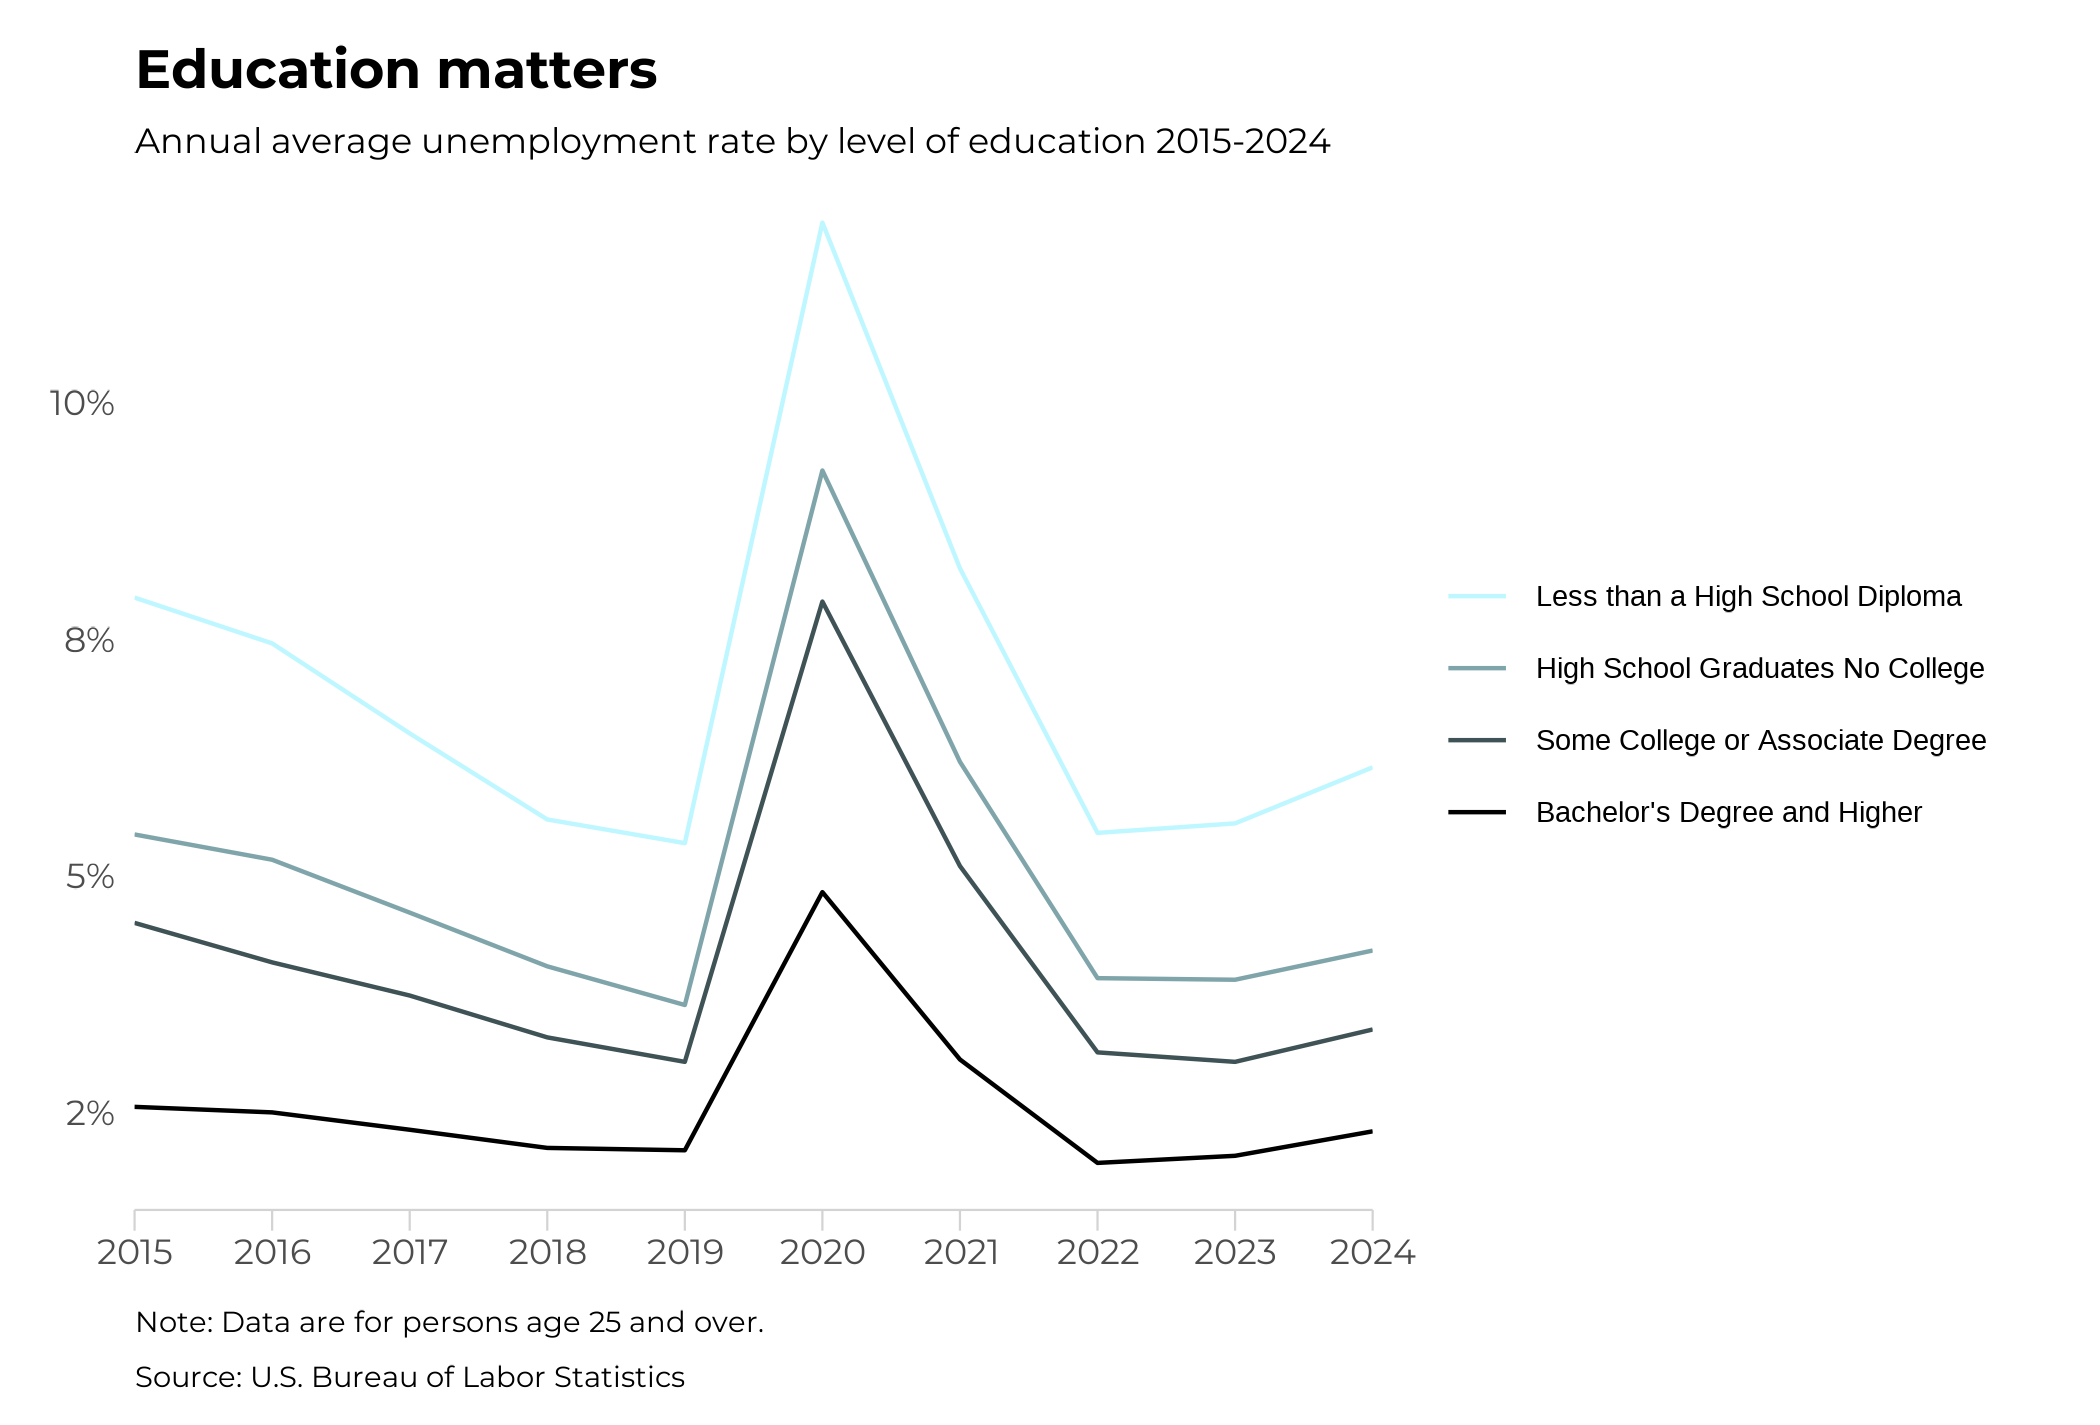 Education matters
Annual average unemployment rate by level of education 2015-2024
10%
8%
5%
2%
Less than a High School Diploma
High School Graduates No College
Some College or Associate Degree
Bachelor's Degree and Higher
2015 2016 2017 2018 2019 2020 2021 2022 2023 2024
Note: Data are for persons age 25 and over.
Source: U.S. Bureau of Labor Statistics